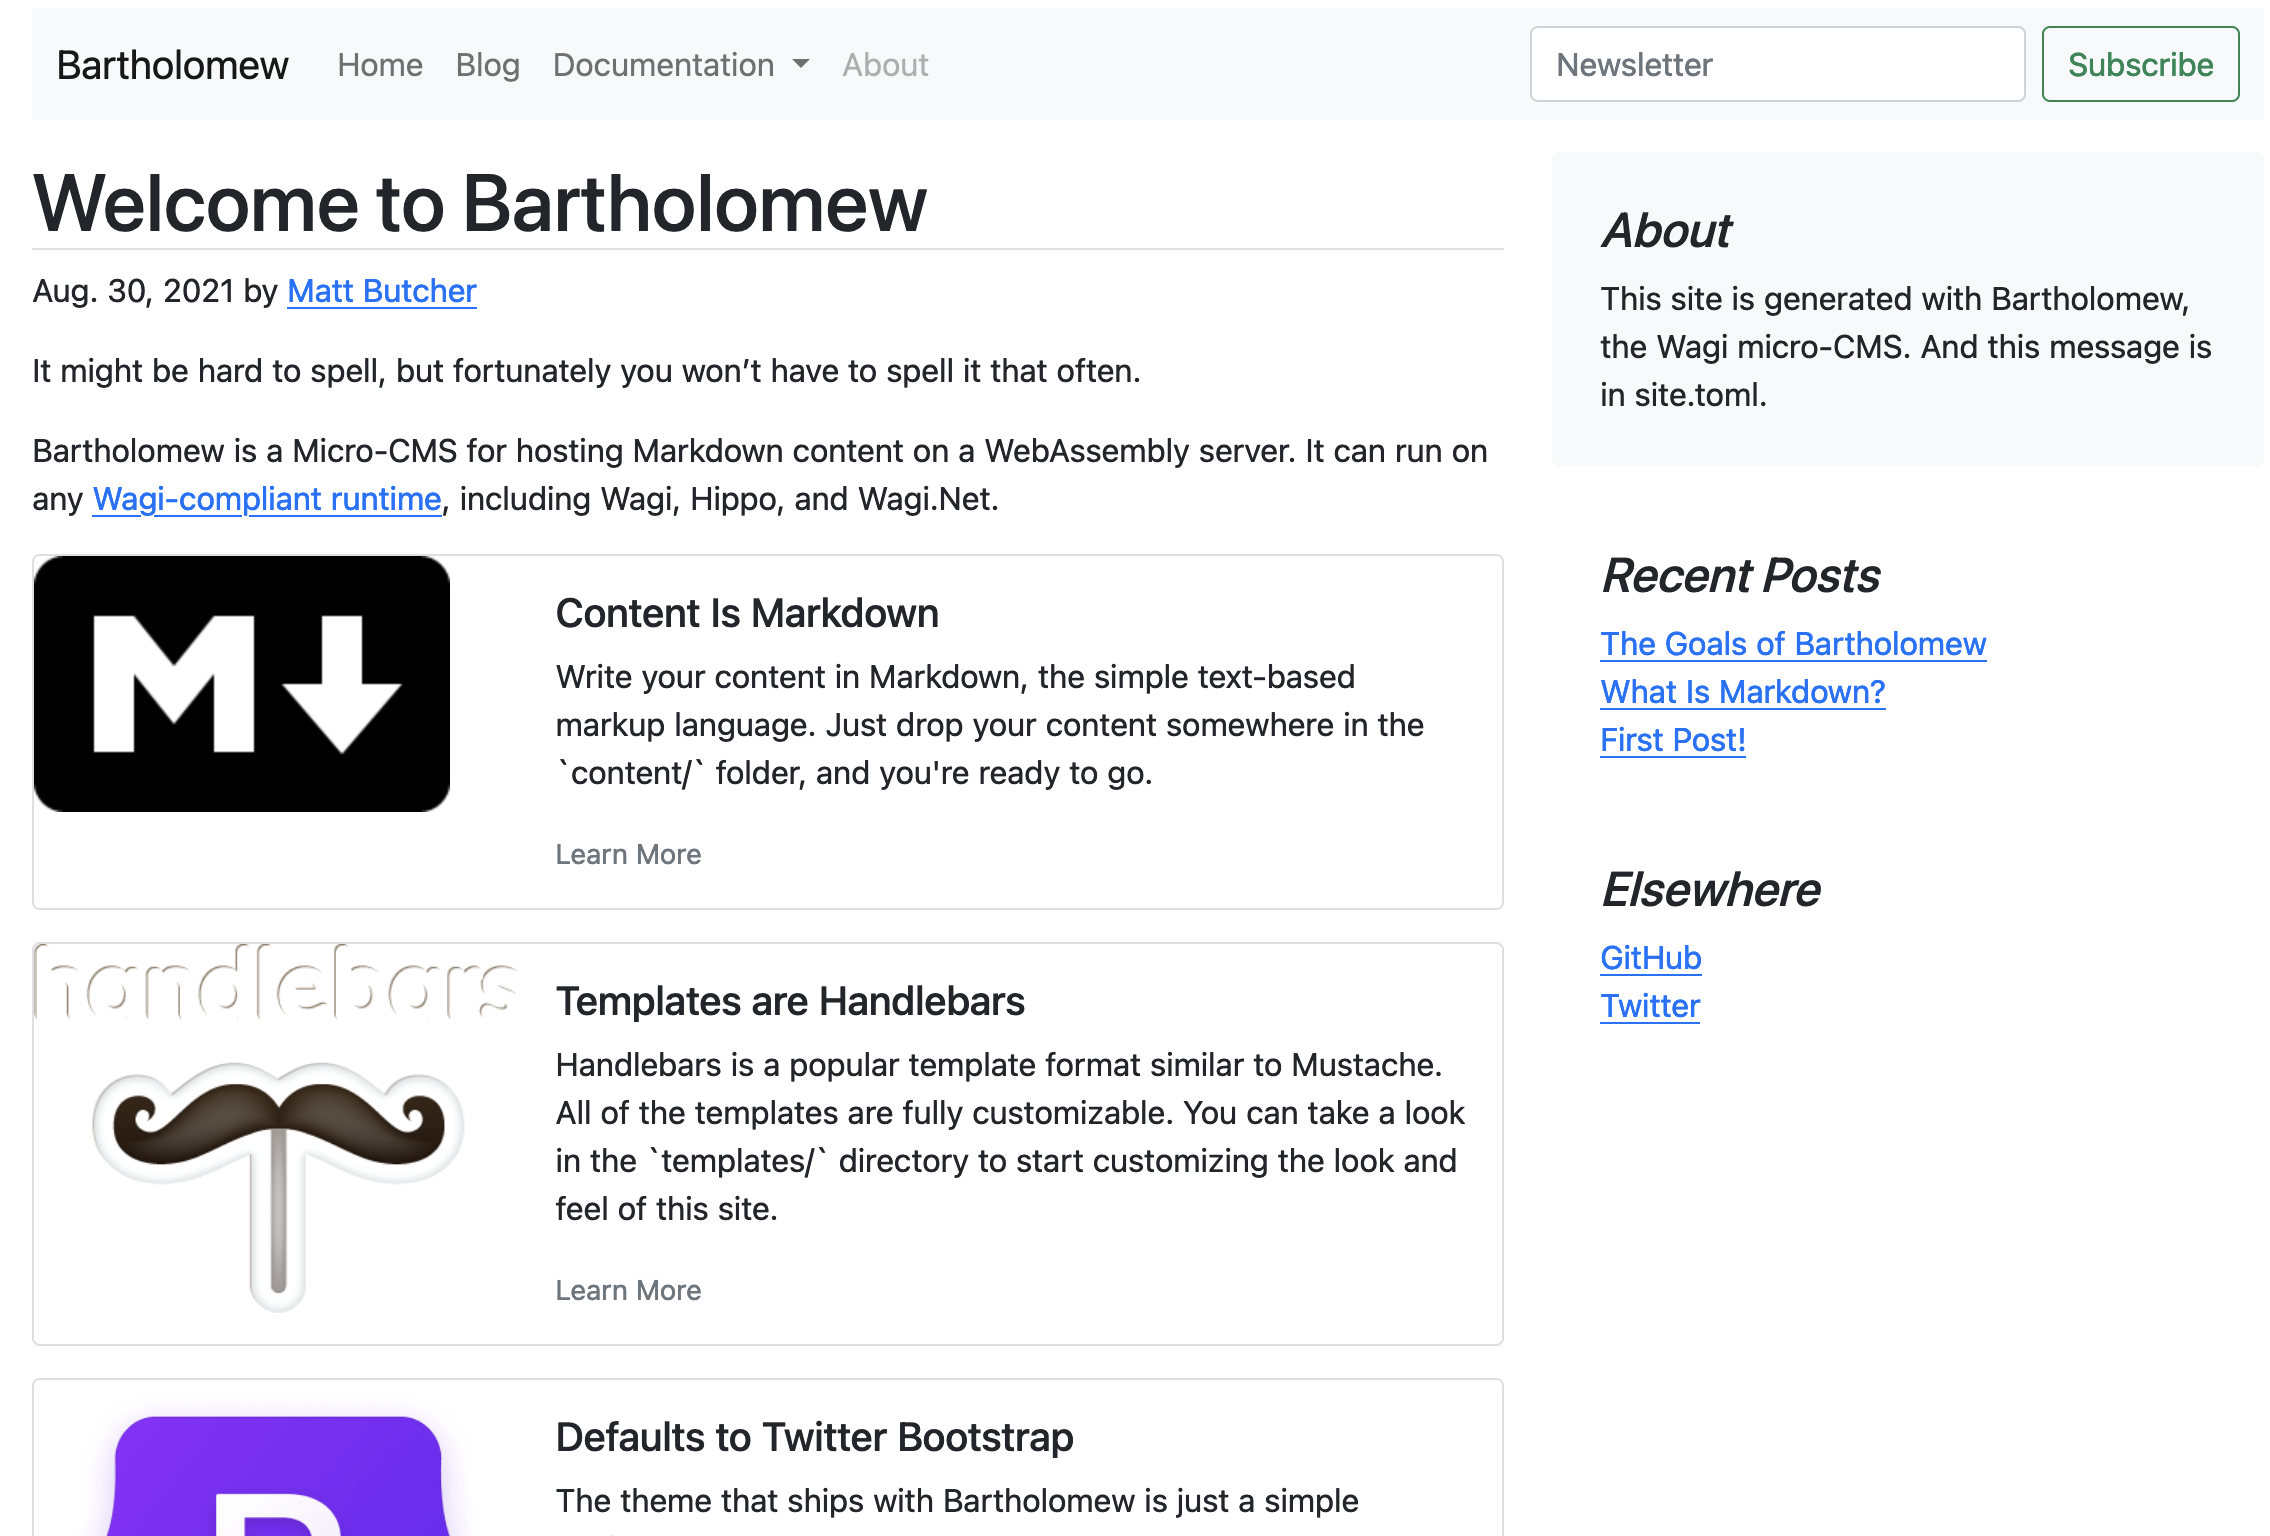 Bartholomew Home Blog Documentation About Newsletter Subscribe
Welcome to Bartholomew
Aug. 30, 2021 by Matt Butcher
It might be hard to spell, but fortunately you won’t have to spell it that often.
Bartholomew is a Micro-CMS for hosting Markdown content on a WebAssembly server. It can run on
any Wagi-compliant runtime, including Wagi, Hippo, and Wagi.Net.
M
Content Is Markdown
Write your content in Markdown, the simple text-based
markup language. Just drop your content somewhere in the
`content/` folder, and you're ready to go.
Learn More
handlebars
Templates are Handlebars
Handlebars is a popular template format similar to Mustache.
All of the templates are fully customizable. You can take a look
in the `templates/` directory to start customizing the look and
feel of this site.
Learn More
Defaults to Twitter Bootstrap
The theme that ships with Bartholomew is just a simple
About
This site is generated with Bartholomew,
the Wagi micro-CMS. And this message is
in site.toml.
Recent Posts
The Goals of Bartholomew
What Is Markdown?
First Post!
Elsewhere
GitHub
Twitter